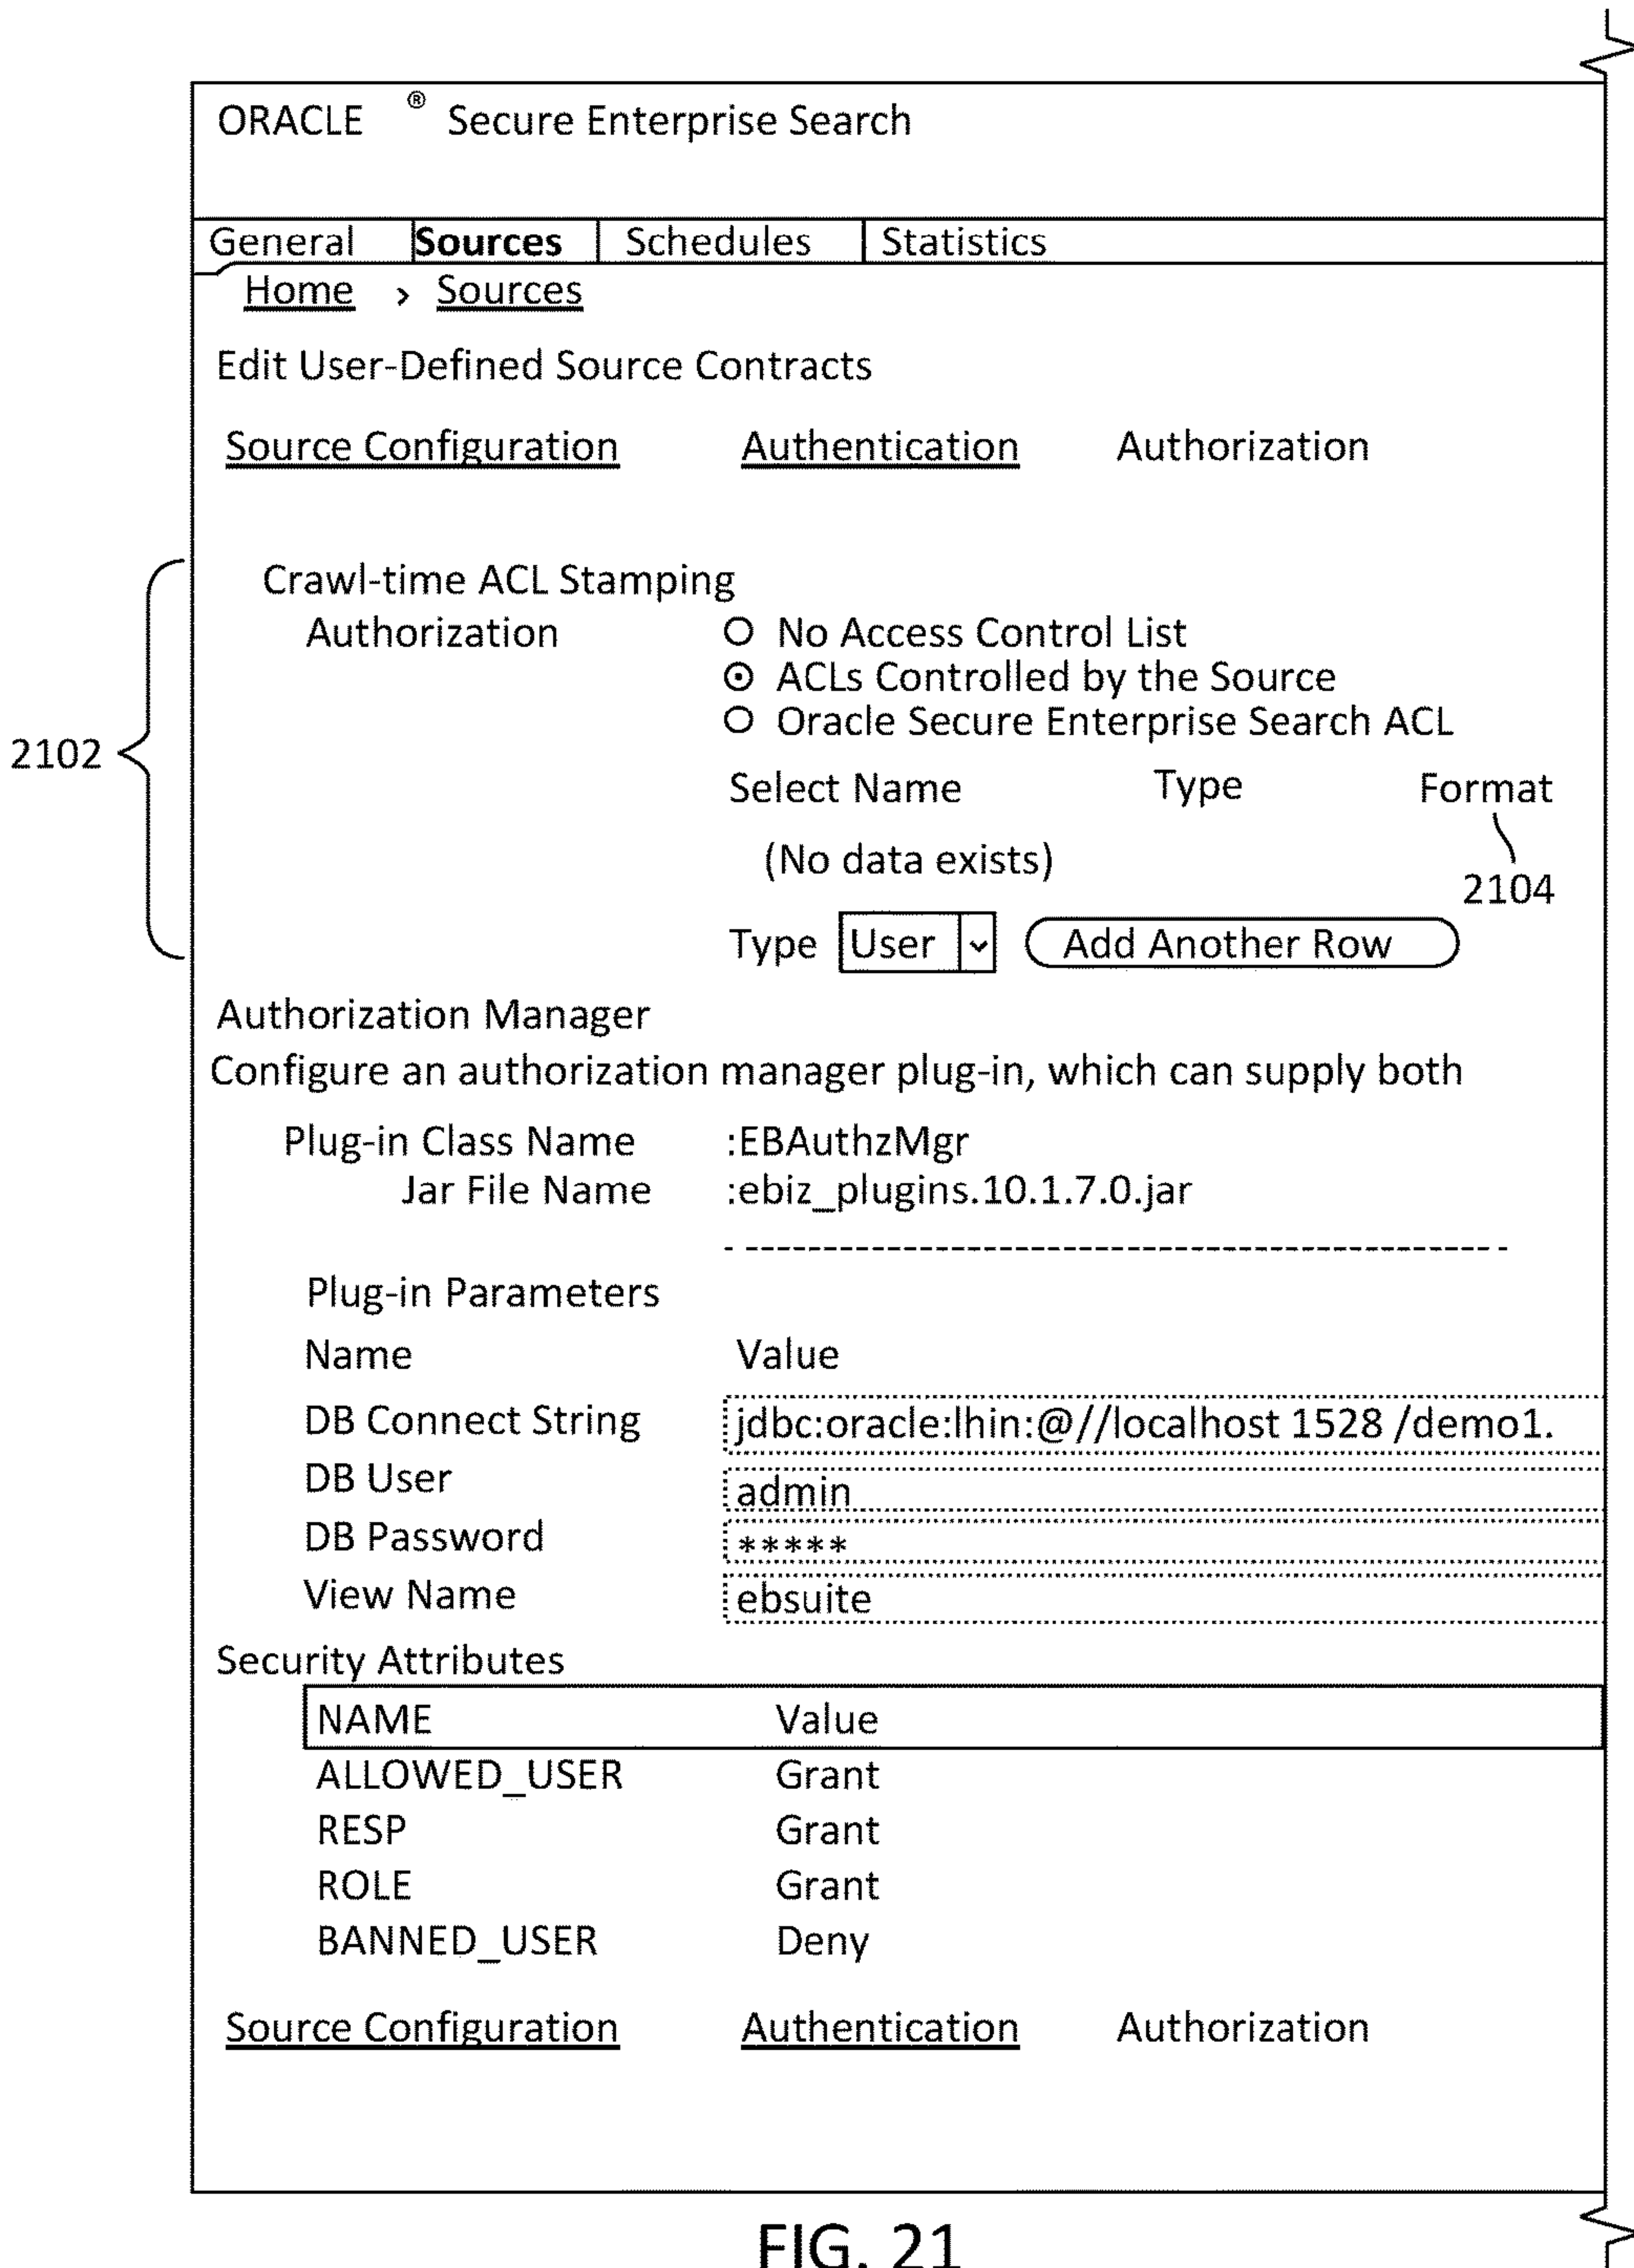 ORACLE ® Secure Enterprise Search
General Sources Schedules Statistics
Home › Sources
Edit User-Defined Source Contracts
Source Configuration Authentication Authorization
Crawl-time ACL Stamping
Authorization No Access Control List
ACLs Controlled by the Source
Oracle Secure Enterprise Search ACL
2102
Select Name Type Format
(No data exists)
2104
Type User Add Another Row
Authorization Manager
Configure an authorization manager plug-in, which can supply both
Plug-in Class Name :EBAuthzMgr
Jar File Name :ebiz_plugins.10.1.7.0.jar
Plug-in Parameters
Name Value
DB Connect String jdbc:oracle:lhin:@//localhost 1528 /demo1.
DB User admin
DB Password *****
View Name ebsuite
Security Attributes
NAME Value
ALLOWED_USER Grant
RESP Grant
ROLE Grant
BANNED_USER Deny
Source Configuration Authentication Authorization
FIG. 21